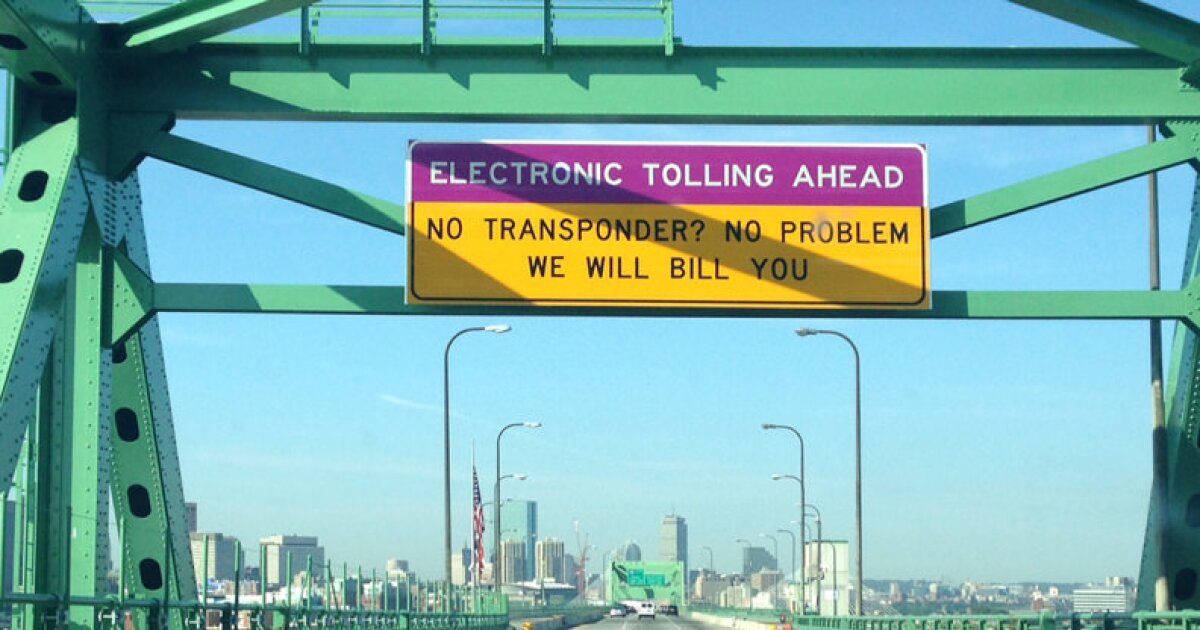 ELECTRONIC TOLLING AHEAD
NO TRANSPONDER? NO PROBLEM
WE WILL BILL YOU